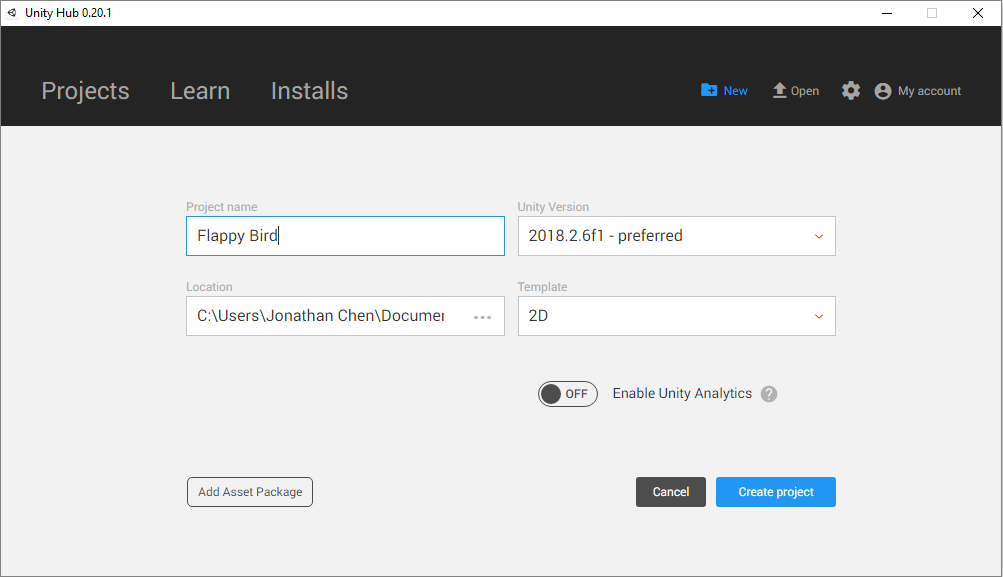 Unity Hub 0.20.1
Projects Learn Installs New Open My account
Project name Unity Version
Flappy Bird 2018.2.6f1 - preferred
Location Template
C:\Users\Jonathan Chen\Documen ... 2D
OFF Enable Unity Analytics ?
Add Asset Package Cancel Create project